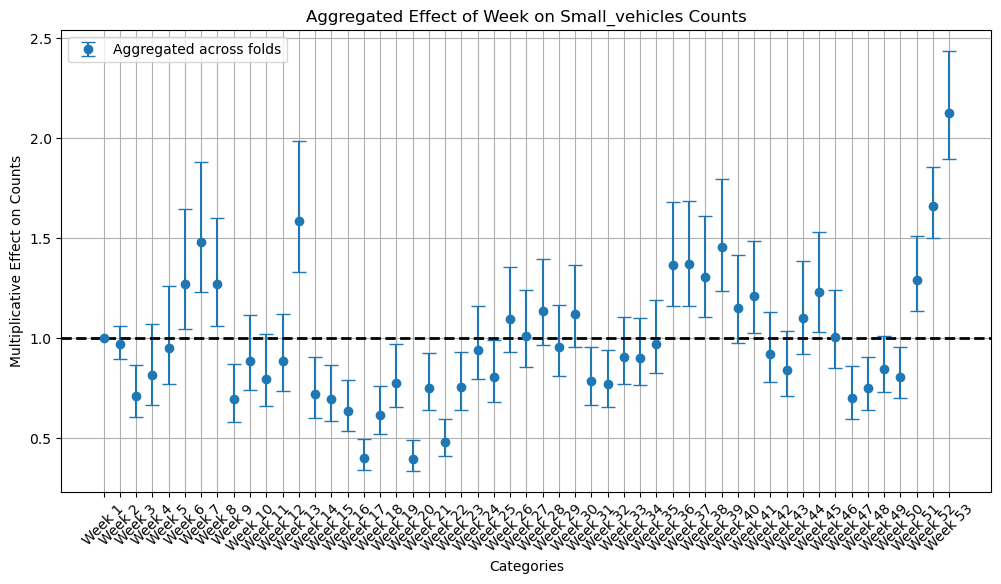 Aggregated Effect of Week on Small_vehicles Counts
Aggregated across folds
Multiplicative Effect on Counts
2.5
2.0
1.5
1.0
0.5
Week 1
Week 2
Week 3
Week 4
Week 5
Week 6
Week 7
Week 8
Week 9
Week 10
Week 11
Week 12
Week 13
Week 14
Week 15
Week 16
Week 17
Week 18
Week 19
Week 20
Week 21
Week 22
Week 23
Week 24
Week 25
Week 26
Week 27
Week 28
Week 29
Week 30
Week 31
Week 32
Week 33
Week 34
Week 35
Week 36
Week 37
Week 38
Week 39
Week 40
Week 41
Week 42
Week 43
Week 44
Week 45
Week 46
Week 47
Week 48
Week 49
Week 50
Week 51
Week 52
Week 53
Categories